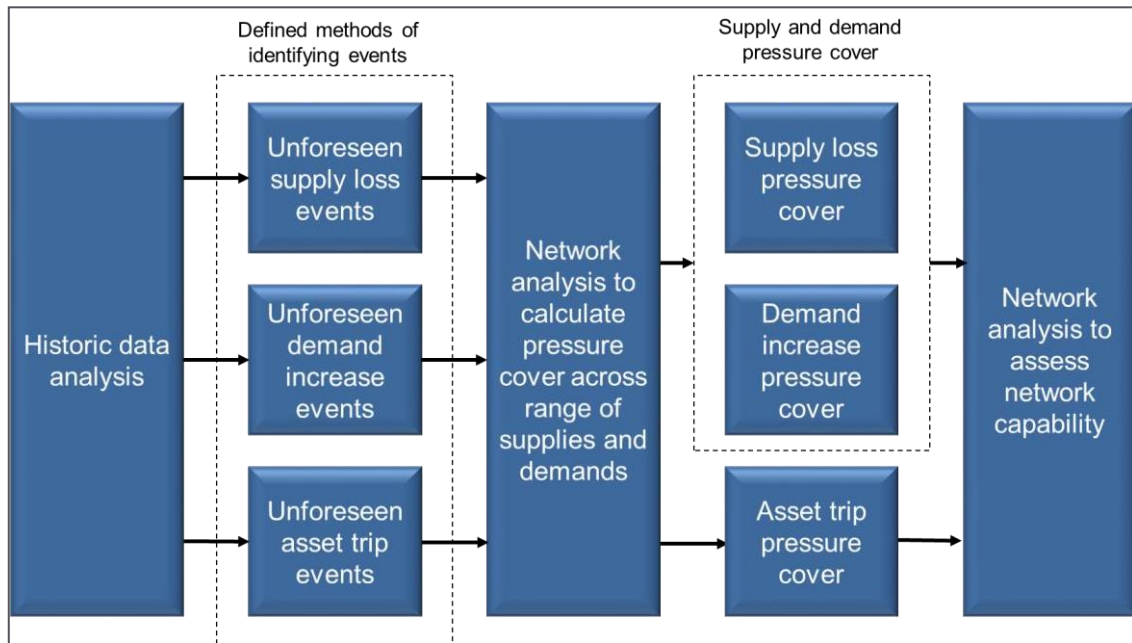 Defined methods of
identifying events
Supply and demand
pressure cover
Historic data
analysis
Unforeseen
supply loss
events
Unforeseen
demand
increase events
Unforeseen
asset trip
events
Network
analysis to
calculate
pressure
cover across
range of
supplies and
demands
Supply loss
pressure
cover
Demand
increase
pressure
cover
Asset trip
pressure
cover
Network
analysis to
assess
network
capability